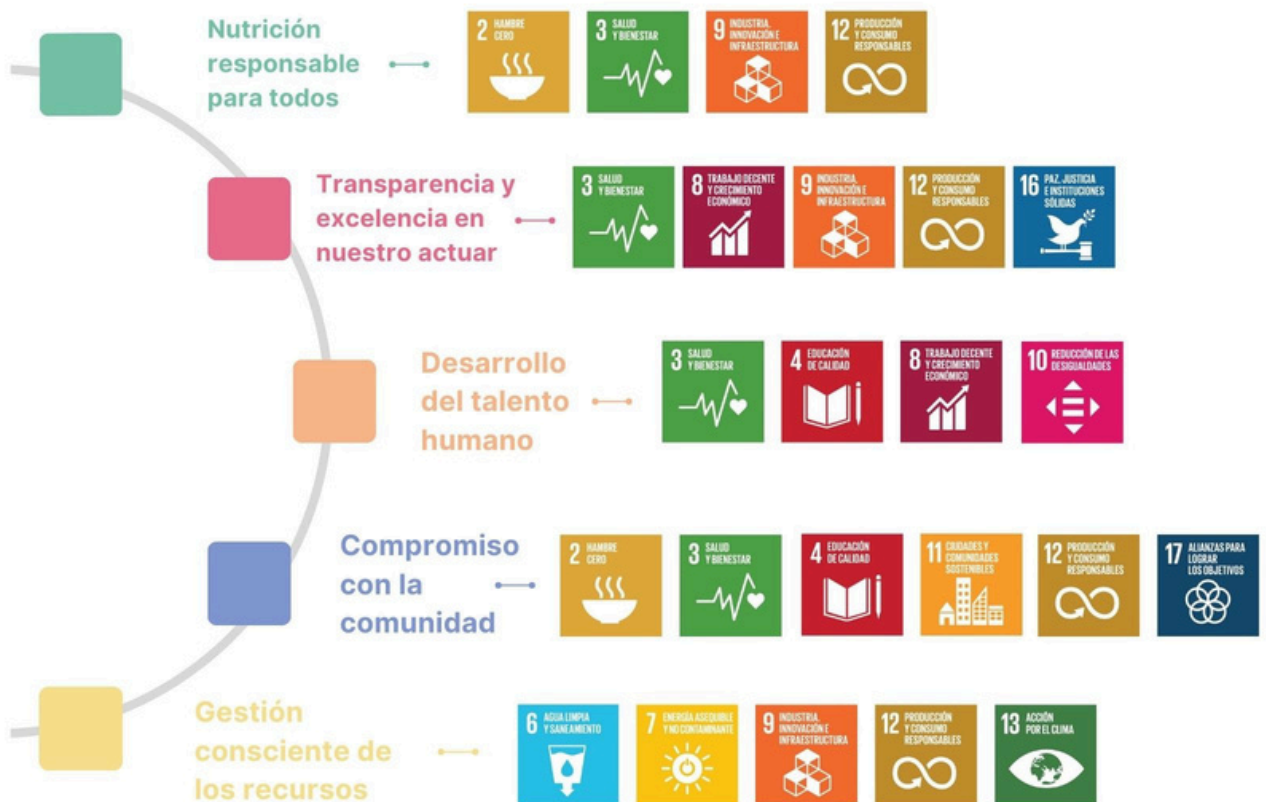 Nutrición
responsable
para todos
2 HAMBRE
CERO
3 SALUD
Y BIENESTAR
9 INDUSTRIA,
INNOVACIÓN E
INFRAESTRUCTURA
12 PRODUCCIÓN
Y CONSUMO
RESPONSABLES
Transparencia y
excelencia en
nuestro actuar
3 SALUD
Y BIENESTAR
8 TRABAJO DECENTE
Y CRECIMIENTO
ECONÓMICO
9 INDUSTRIA,
INNOVACIÓN E
INFRAESTRUCTURA
12 PRODUCCIÓN
Y CONSUMO
RESPONSABLES
16 PAZ, JUSTICIA
E INSTITUCIONES
SÓLIDAS
Desarrollo
del talento
humano
3 SALUD
Y BIENESTAR
4 EDUCACIÓN
DE CALIDAD
8 TRABAJO DECENTE
Y CRECIMIENTO
ECONÓMICO
10 REDUCCIÓN DE LAS
DESIGUALDADES
Compromiso
con la
comunidad
2 HAMBRE
CERO
3 SALUD
Y BIENESTAR
4 EDUCACIÓN
DE CALIDAD
11 CIUDADES Y
COMUNIDADES
SOSTENIBLES
12 PRODUCCIÓN
Y CONSUMO
RESPONSABLES
17 ALIANZAS PARA
LOGRAR
LOS OBJETIVOS
Gestión
consciente de
los recursos
6 AGUA LIMPIA
Y SANEAMIENTO
7 ENERGÍA ASEQUIBLE
Y NO CONTAMINANTE
9 INDUSTRIA,
INNOVACIÓN E
INFRAESTRUCTURA
12 PRODUCCIÓN
Y CONSUMO
RESPONSABLES
13 ACCIÓN
POR EL CLIMA